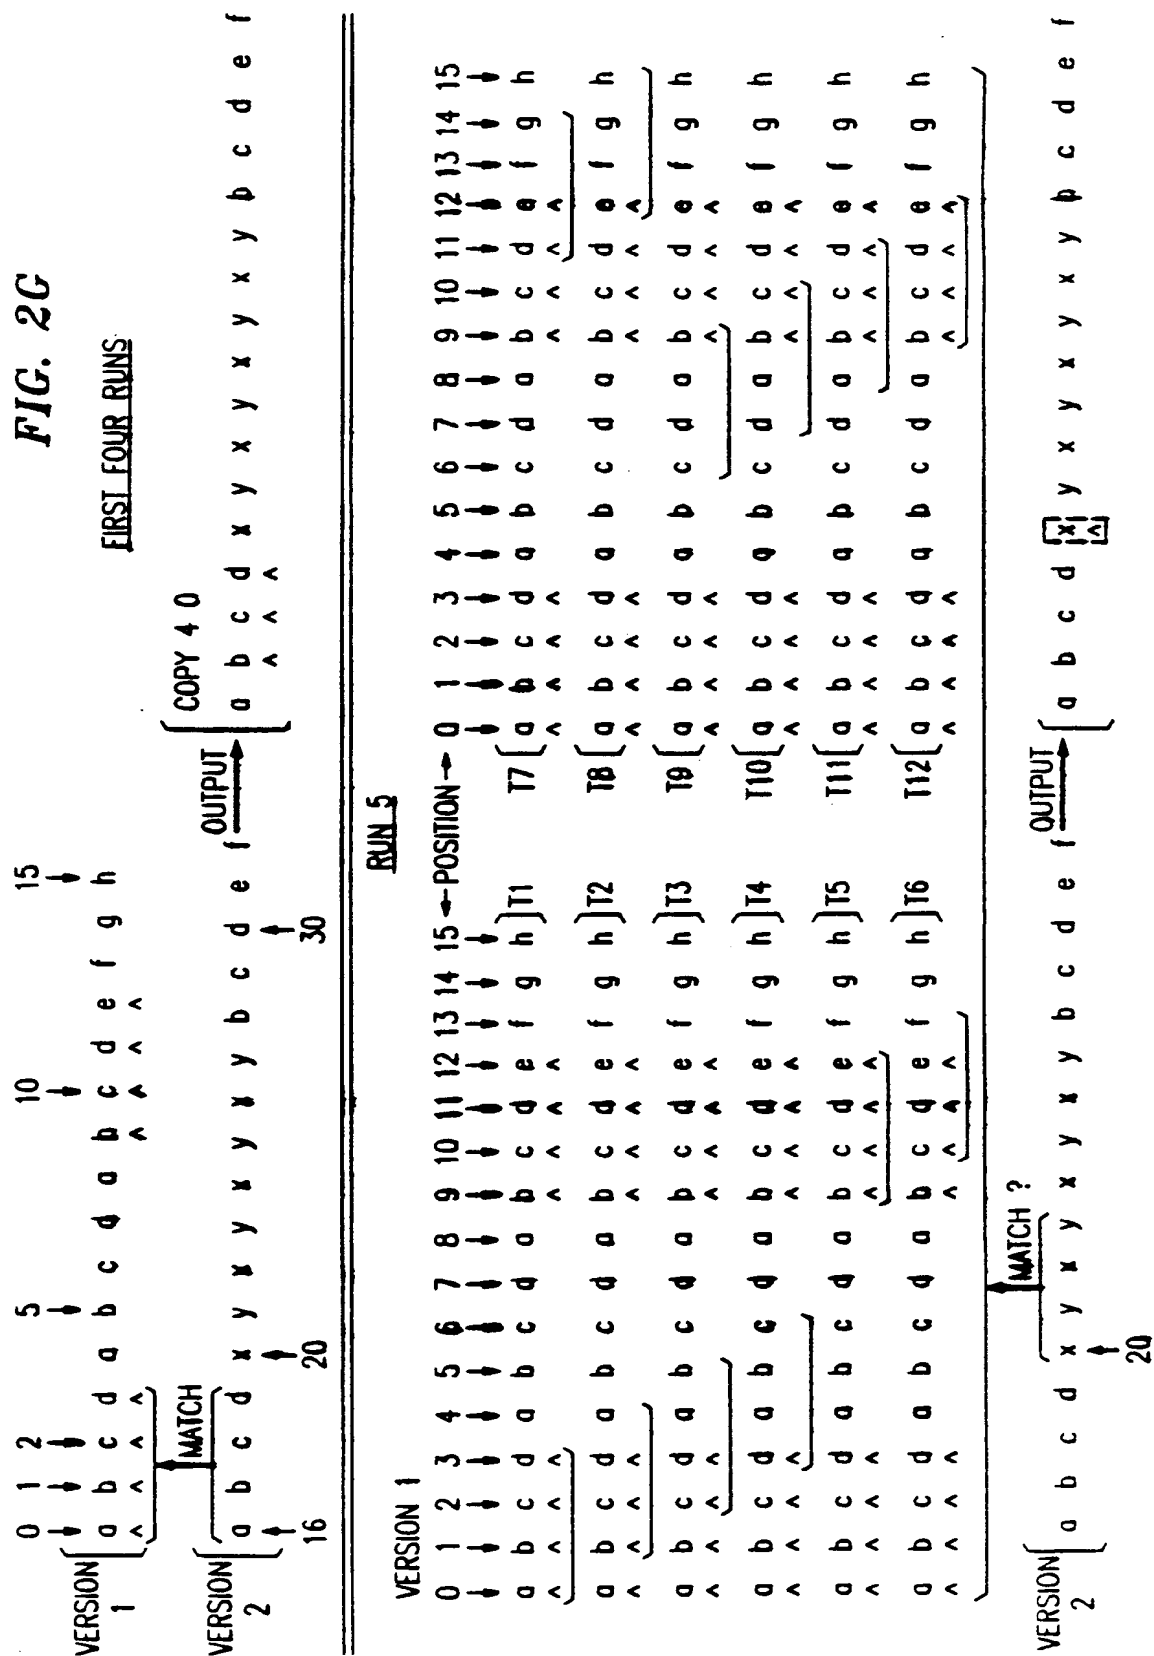 FIG. 2G
FIRST FOUR RUNS
0 1 2 5 10 15
VERSION 1 a b c d a b c d a b c d e f g h
^ ^ ^ ^ ^ ^ ^ ^
MATCH
VERSION 2 a b c d x y x y x y x y b c d e f
16 20 30
OUTPUT
COPY 4 0
a b c d x y x y x y x y b c d e f
^ ^ ^
RUN 5
VERSION 1
0 1 2 3 4 5 6 7 8 9 10 11 12 13 14 15 ←POSITION→ 0 1 2 3 4 5 6 7 8 9 10 11 12 13 14 15
a b c d a b c d a b c d e f g h T1 T7 a b c d a b c d a b c d e f g h
^ ^ ^ ^ ^ ^ ^ ^ ^ ^ ^ ^ ^ ^ ^ ^
a b c d a b c d a b c d e f g h T2 T8 a b c d a b c d a b c d e f g h
^ ^ ^ ^ ^ ^ ^ ^ ^ ^ ^ ^ ^ ^ ^ ^
a b c d a b c d a b c d e f g h T3 T9 a b c d a b c d a b c d e f g h
^ ^ ^ ^ ^ ^ ^ ^ ^ ^ ^ ^ ^ ^ ^ ^
a b c d a b c d a b c d e f g h T4 T10 a b c d a b c d a b c d e f g h
^ ^ ^ ^ ^ ^ ^ ^ ^ ^ ^ ^ ^ ^ ^ ^
a b c d a b c d a b c d e f g h T5 T11 a b c d a b c d a b c d e f g h
^ ^ ^ ^ ^ ^ ^ ^ ^ ^ ^ ^ ^ ^ ^ ^
a b c d a b c d a b c d e f g h T6 T12 a b c d a b c d a b c d e f g h
^ ^ ^ ^ ^ ^ ^ ^ ^ ^ ^ ^ ^ ^ ^ ^
MATCH ?
VERSION 2 a b c d x y x y x y x y b c d e f
20
OUTPUT
a b c d x y x y x y x y b c d e f
^